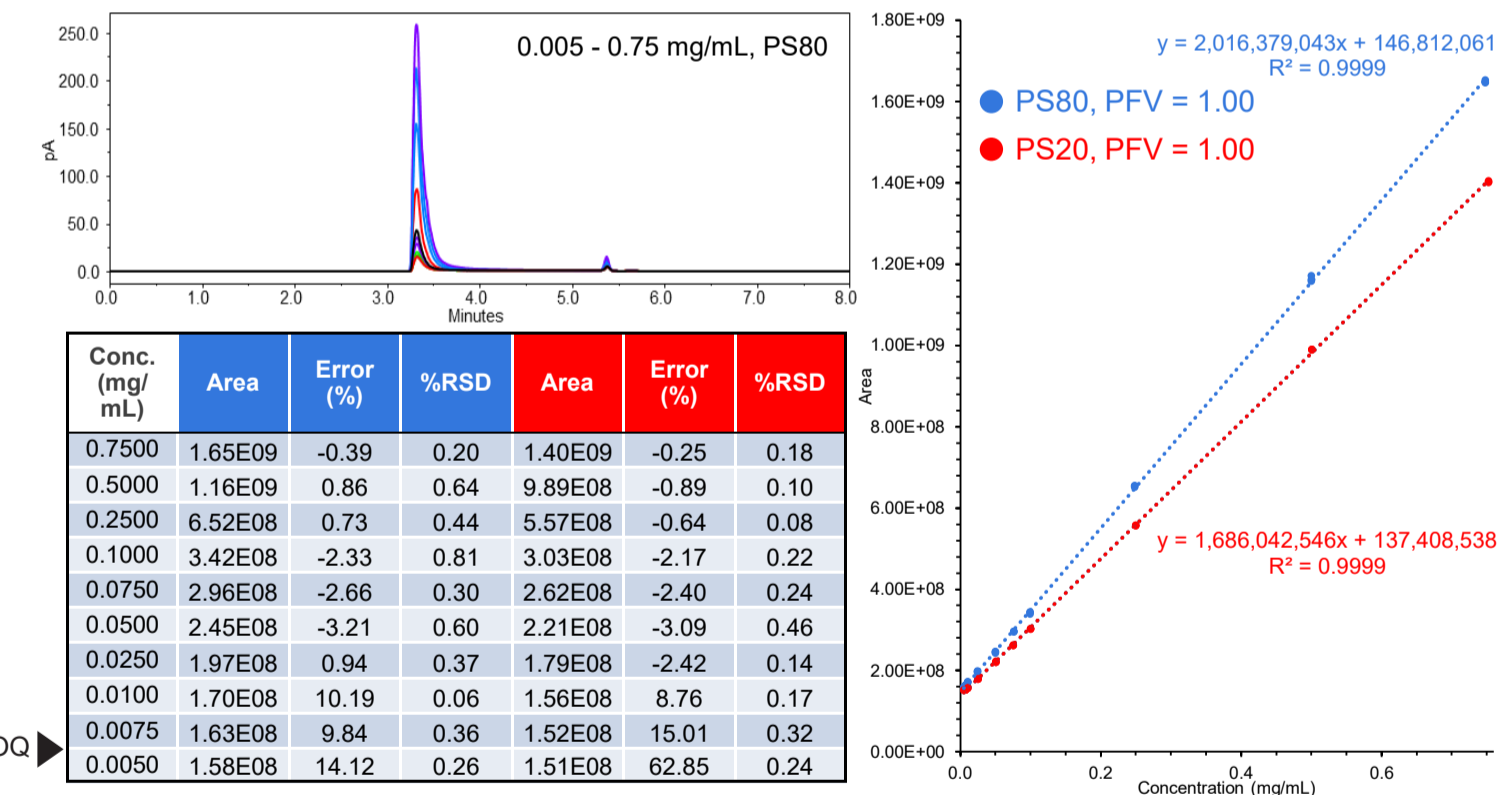 250.0
200.0
150.0
100.0
50.0
0.0
pA
0.005 - 0.75 mg/mL, PS80
0.0 1.0 2.0 3.0 4.0 5.0 6.0 7.0 8.0
Minutes
Conc. (mg/ mL) Area Error (%) %RSD Area Error (%) %RSD
0.7500 1.65E09 -0.39 0.20 1.40E09 -0.25 0.18
0.5000 1.16E09 0.86 0.64 9.89E08 -0.89 0.10
0.2500 6.52E08 0.73 0.44 5.57E08 -0.64 0.08
0.1000 3.42E08 -2.33 0.81 3.03E08 -2.17 0.22
0.0750 2.96E08 -2.66 0.30 2.62E08 -2.40 0.24
0.0500 2.45E08 -3.21 0.60 2.21E08 -3.09 0.46
0.0250 1.97E08 0.94 0.37 1.79E08 -2.42 0.14
0.0100 1.70E08 10.19 0.06 1.56E08 8.76 0.17
0.0075 1.63E08 9.84 0.36 1.52E08 15.01 0.32
0.0050 1.58E08 14.12 0.26 1.51E08 62.85 0.24
1.80E+09
1.60E+09
1.40E+09
1.20E+09
1.00E+09
8.00E+08
6.00E+08
4.00E+08
2.00E+08
0.00E+00
Area
y = 2,016,379,043x + 146,812,061
R² = 0.9999
PS80, PFV = 1.00
PS20, PFV = 1.00
y = 1,686,042,546x + 137,408,538
R² = 0.9999
0.0 0.2 0.4 0.6
Concentration (mg/mL)